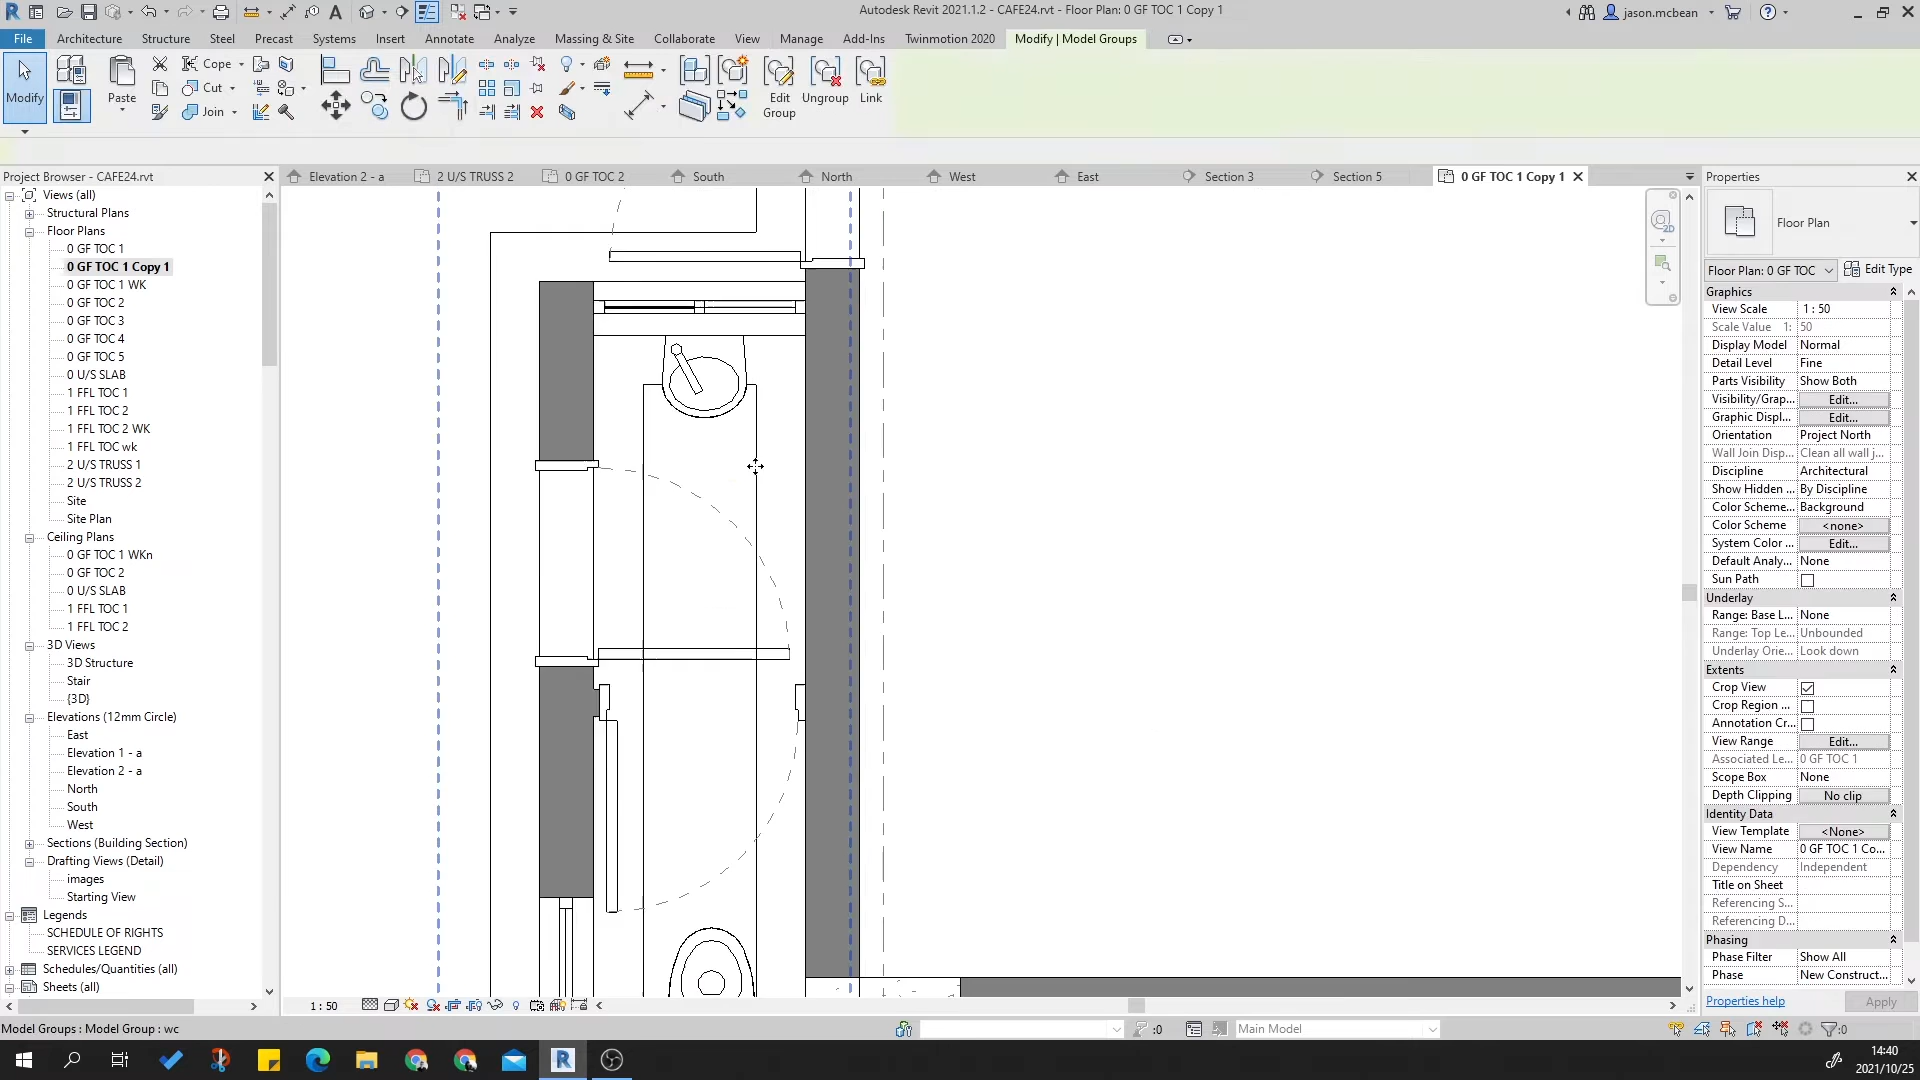 Autodesk Revit 2021.1.2 - CAFE24.rvt - Floor Plan: 0 GF TOC 1 Copy 1
jason.mcbean
File
Architecture
Structure
Steel
Precast
Systems
Insert
Annotate
Analyze
Massing & Site
Collaborate
View
Manage
Add-Ins
Twinmotion 2020
Modify | Model Groups
Modify
Paste
Cope
Cut
Join
Edit
Group
Ungroup
Link
Project Browser - CAFE24.rvt
Elevation 2 - a
2 U/S TRUSS 2
0 GF TOC 2
South
North
West
East
Section 3
Section 5
0 GF TOC 1 Copy 1
Views (all)
Structural Plans
Floor Plans
0 GF TOC 1
0 GF TOC 1 Copy 1
0 GF TOC 1 WK
0 GF TOC 2
0 GF TOC 3
0 GF TOC 4
0 GF TOC 5
0 U/S SLAB
1 FFL TOC 1
1 FFL TOC 2
1 FFL TOC 2 WK
1 FFL TOC wk
2 U/S TRUSS 1
2 U/S TRUSS 2
Site
Site Plan
Ceiling Plans
0 GF TOC 1 WKn
0 GF TOC 2
0 U/S SLAB
1 FFL TOC 1
1 FFL TOC 2
3D Views
3D Structure
Stair
{3D}
Elevations (12mm Circle)
East
Elevation 1 - a
Elevation 2 - a
North
South
West
Sections (Building Section)
Drafting Views (Detail)
images
Starting View
Legends
SCHEDULE OF RIGHTS
SERVICES LEGEND
Schedules/Quantities (all)
Sheets (all)
2D
Properties
Floor Plan
Floor Plan: 0 GF TOC
Edit Type
Graphics
View Scale 1 : 50
Scale Value 1: 50
Display Model Normal
Detail Level Fine
Parts Visibility Show Both
Visibility/Grap... Edit...
Graphic Displ... Edit...
Orientation Project North
Wall Join Disp... Clean all wall j...
Discipline Architectural
Show Hidden ... By Discipline
Color Scheme... Background
Color Scheme <none>
System Color ... Edit...
Default Analy... None
Sun Path
Underlay
Range: Base L... None
Range: Top Le... Unbounded
Underlay Orie... Look down
Extents
Crop View
Crop Region ...
Annotation Cr...
View Range Edit...
Associated Le... 0 GF TOC 1
Scope Box None
Depth Clipping No clip
Identity Data
View Template <None>
View Name 0 GF TOC 1 Co...
Dependency Independent
Title on Sheet
Referencing S...
Referencing D...
Phasing
Phase Filter Show All
Phase New Construct...
Properties help
Apply
1 : 50
Model Groups : Model Group : wc
:0
Main Model
:0
14:40
2021/10/25